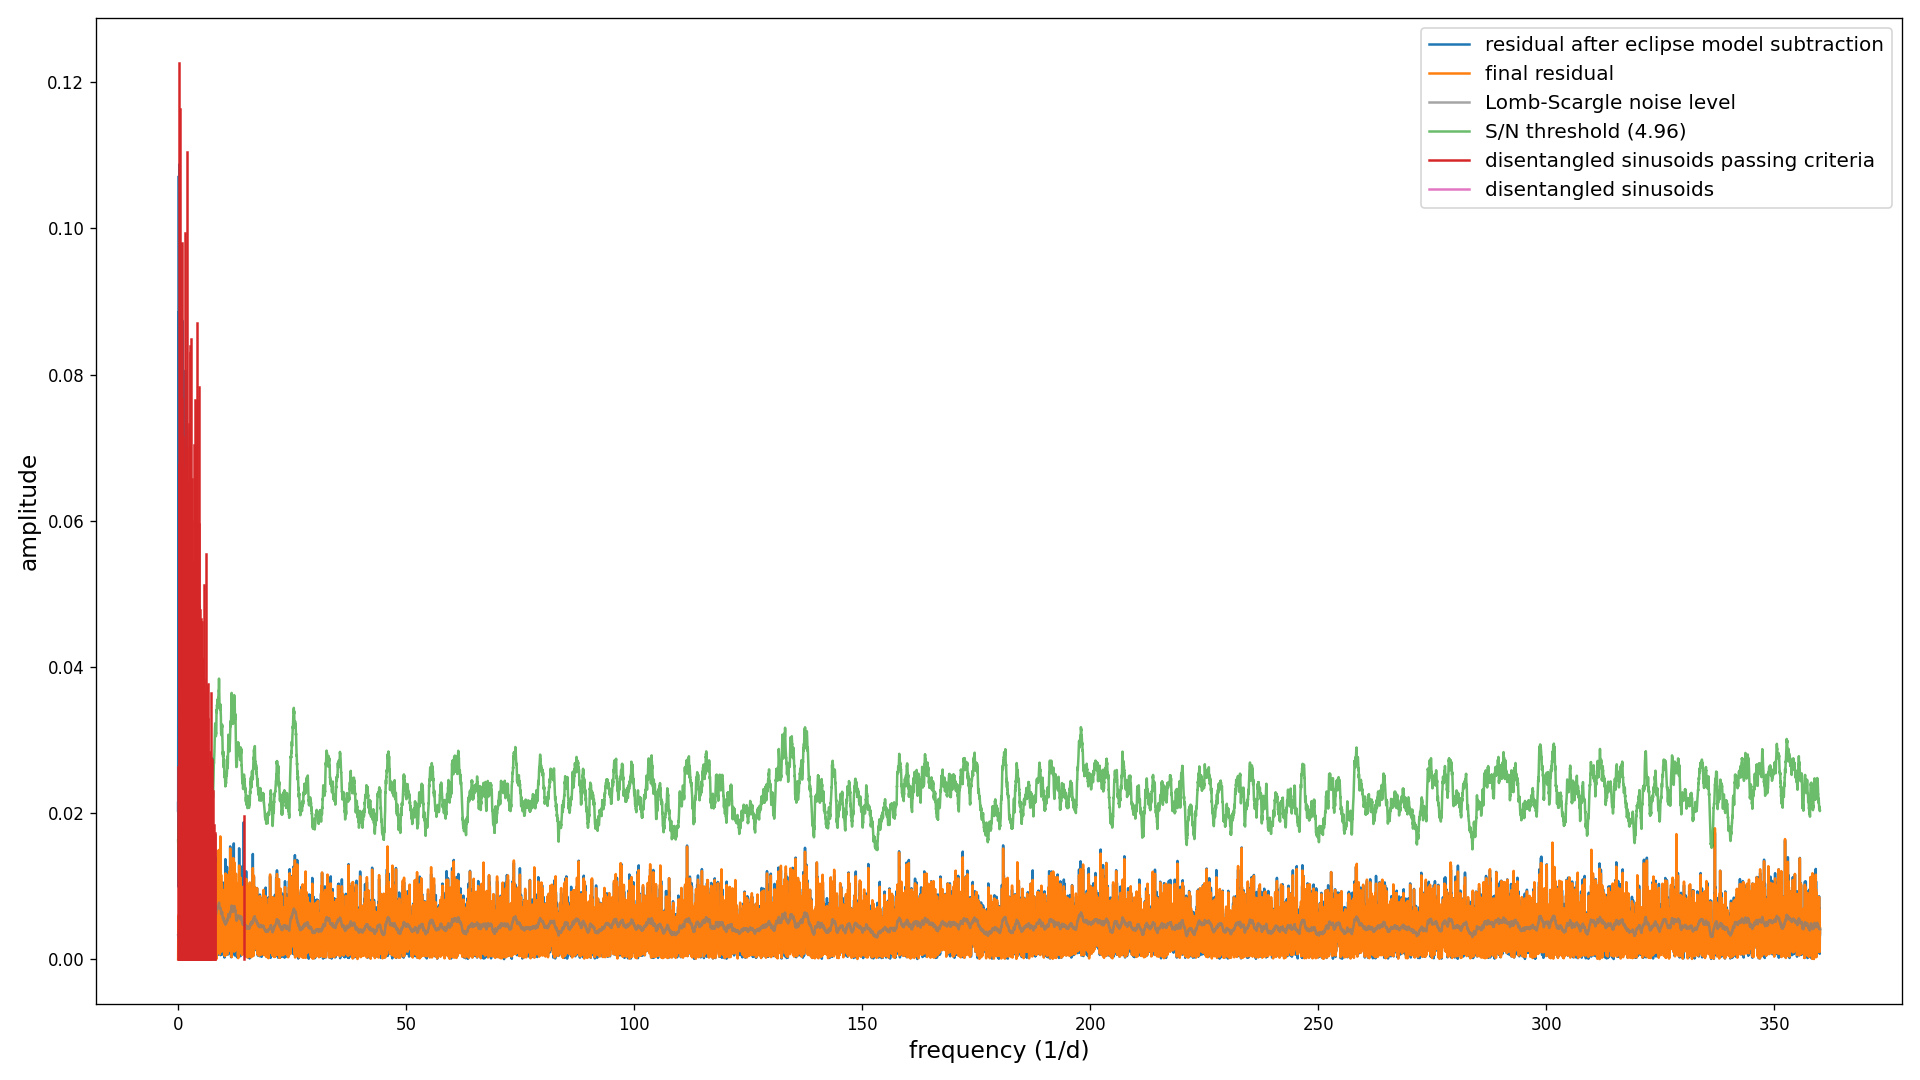 residual after eclipse model subtraction
final residual
Lomb-Scargle noise level
S/N threshold (4.96)
disentangled sinusoids passing criteria
disentangled sinusoids
amplitude
0.12
0.10
0.08
0.06
0.04
0.02
0.00
0 50 100 150 200 250 300 350
frequency (1/d)